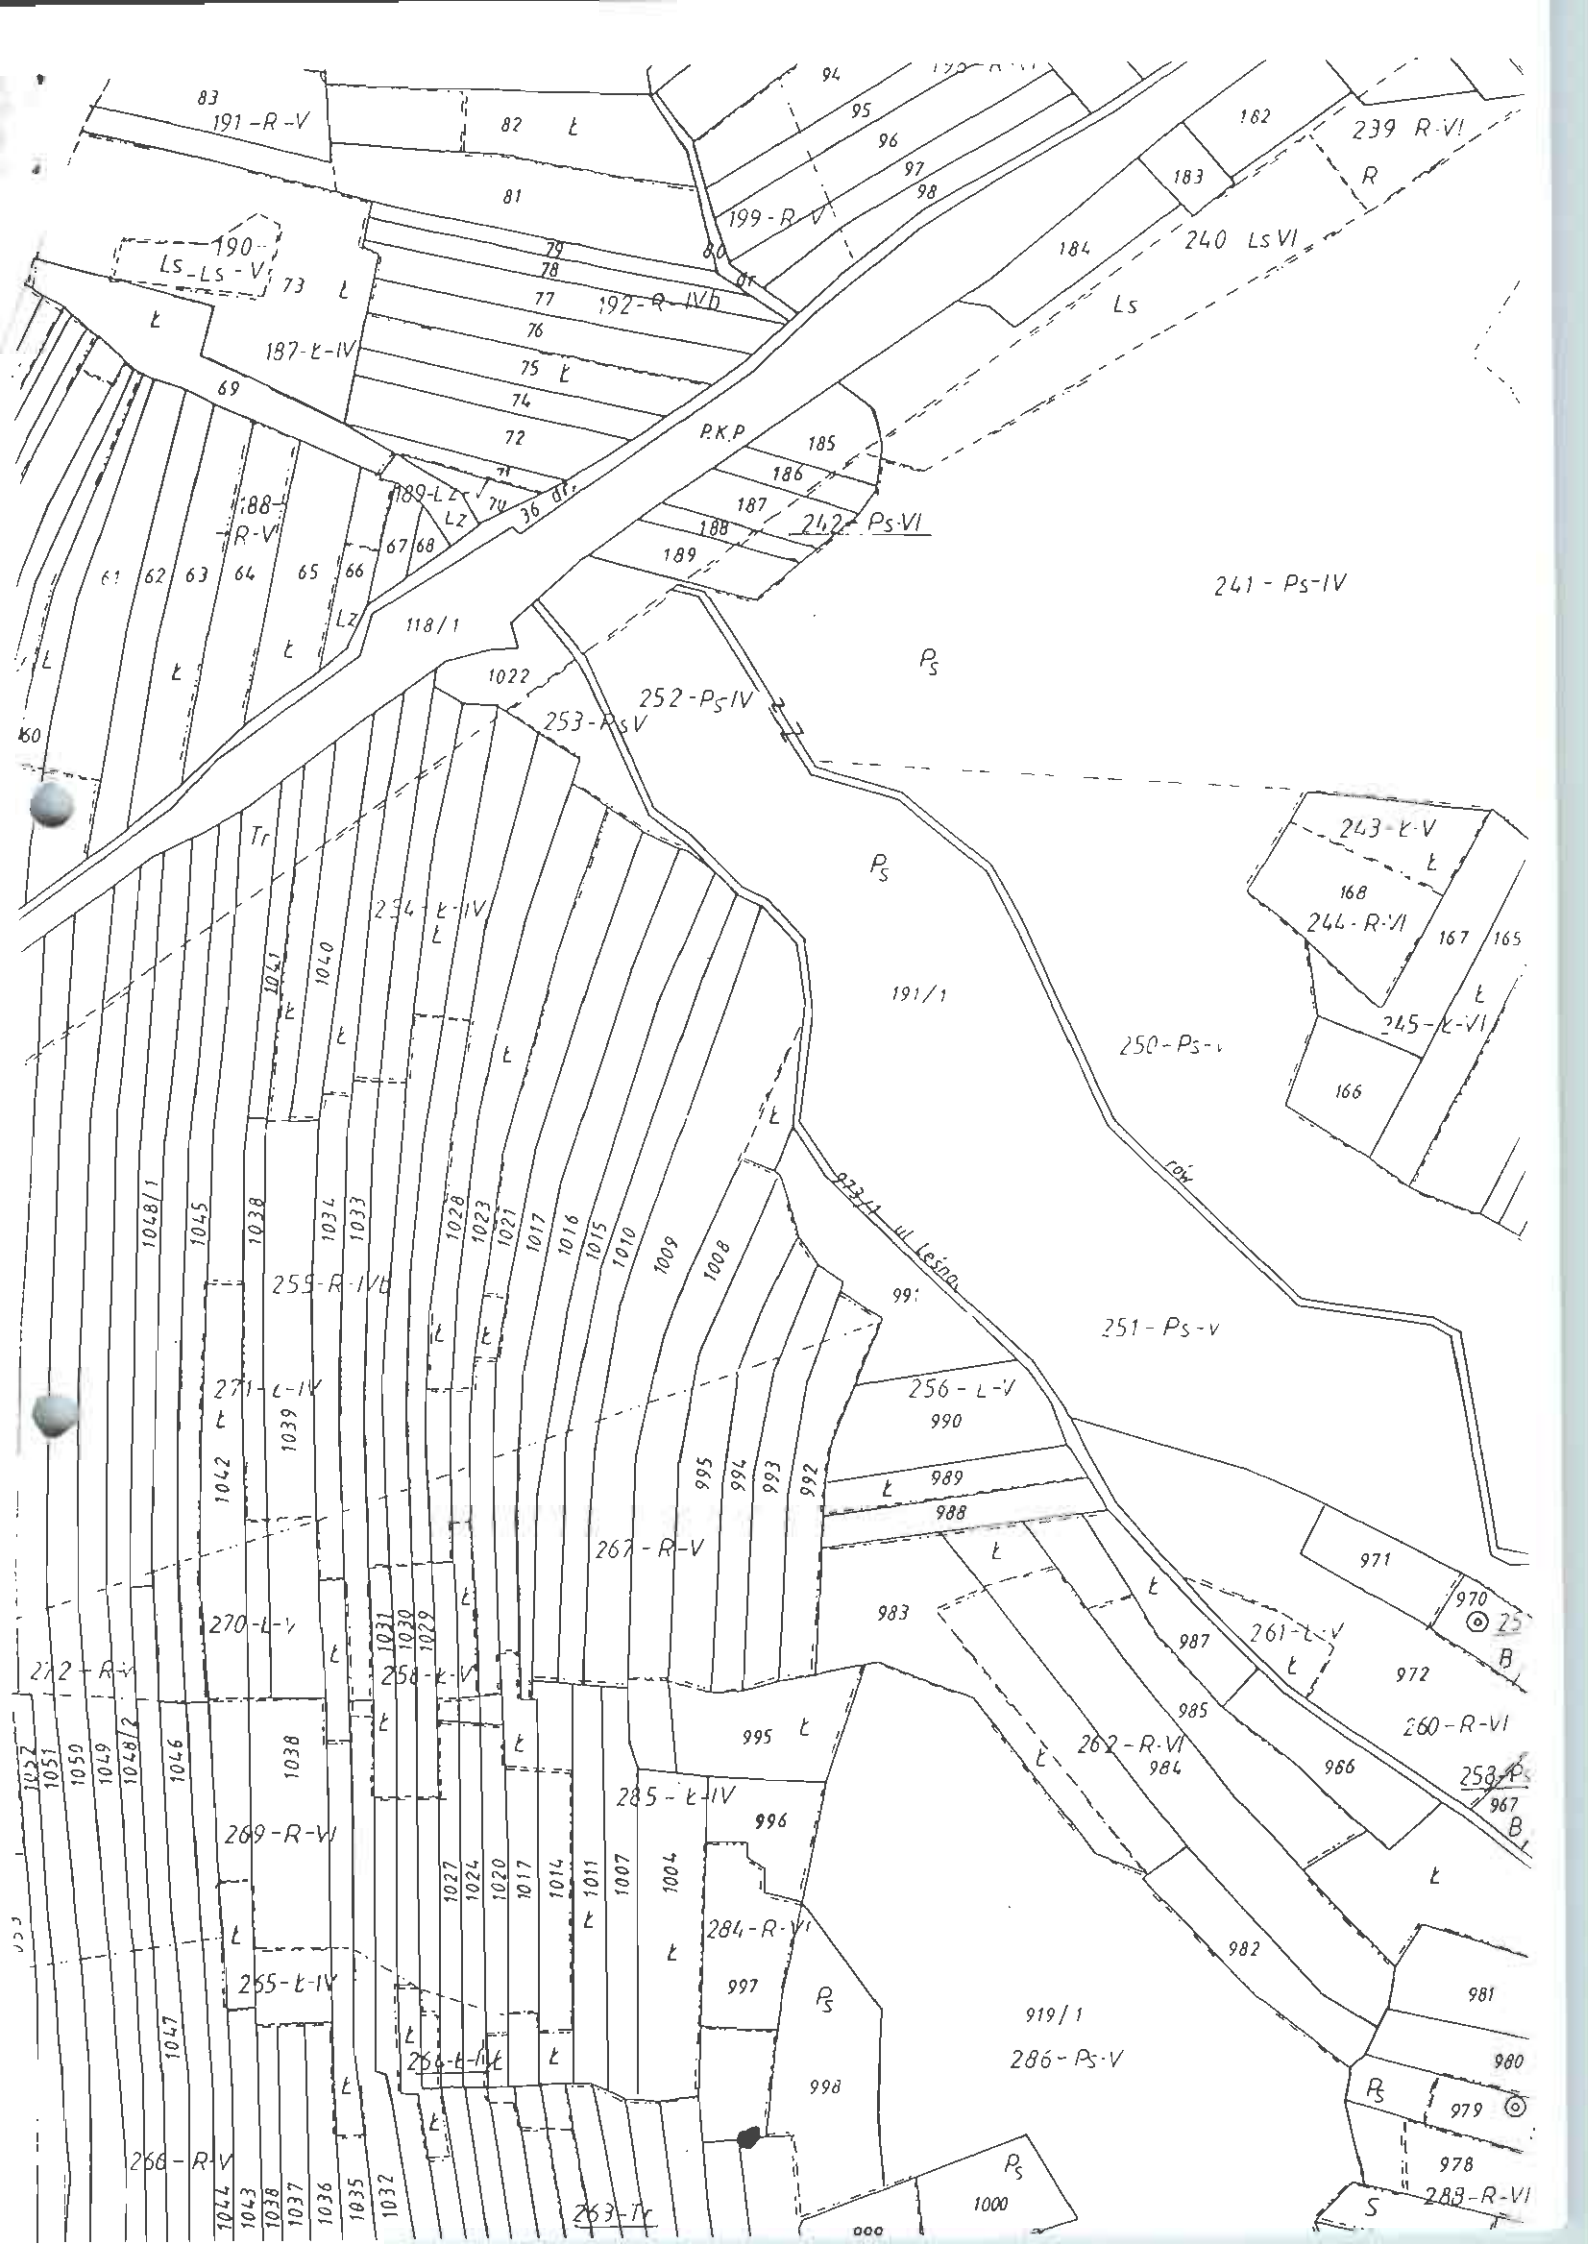 83
191-R-V
82
Ł
94
95
96
97
98
162
239 R-VI
R
183
81
199-R-V
184
240 LsVI
190-
Ls-Ls-V
73
Ł
79
78
80
dr
77
192-R-IVb
Ls
Ł
76
187-Ł-IV
75
Ł
69
74
72
P.K.P
185
186
71
189-Lz-
70
187
188-
R-V
Lz
36 dr.
188
242-Ps-VI
67
68
189
61
62
63
64
65
66
241-Ps-IV
Lz
118/1
Ł
Ł
Ł
Ps
1022
252-PsIV
253-PsV
60
Tr
Ps
243-Ł-V
Ł
168
234-Ł-IV
Ł
244-R-VI
167
165
1041
1040
191/1
Ł
Ł
Ł
Ł
245-Ł-VI
250-Ps-V
166
Ł
rów
973/1
ul. Leśna
1048/1
1045
1038
1034
1033
1028
1023
1021
1017
1016
1015
1010
1009
1008
255-R-IVb
Ł
Ł
251-Ps-V
271-Ł-IV
256-Ł-V
Ł
1039
990
1042
995
994
993
992
Ł
989
988
267-R-V
Ł
971
Ł
Ł
970
983
25
270-Ł-V
1031
1030
1029
987
261-Ł-V
Ł
Ł
B
272-R-V
972
985
Ł
995
Ł
260-R-VI
Ł
262-R-VI
984
1052
1051
1050
1049
1048/2
1046
1038
Ł
986
258-Ps
967
285-Ł-IV
996
B
269-R-VI
1027
1024
1020
1017
1014
1011
1007
1004
Ł
Ł
Ł
284-R-VI
Ł
982
265-Ł-IV
997
Ps
981
919/1
1047
Ł
264-Ł-IV
Ł
Ł
286-Ps-V
980
Ł
998
Ps
979
Ł
266-R-V
978
Ps
1044
1043
1038
1037
1036
1035
1032
263-Tr
1000
283-R-VI
S